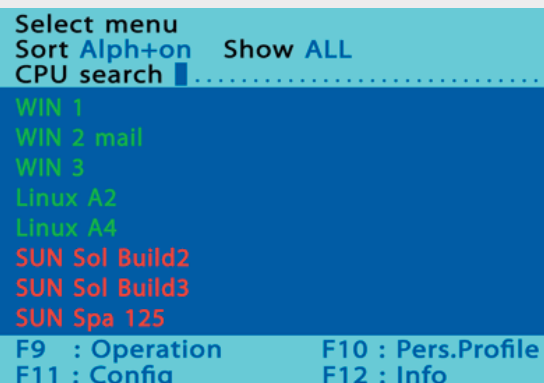 Select menu
Sort Alph+on Show ALL
CPU search ..............................
WIN 1
WIN 2 mail
WIN 3
Linux A2
Linux A4
SUN Sol Build2
SUN Sol Build3
SUN Spa 125
F9 : Operation F10 : Pers.Profile
F11 : Config F12 : Info